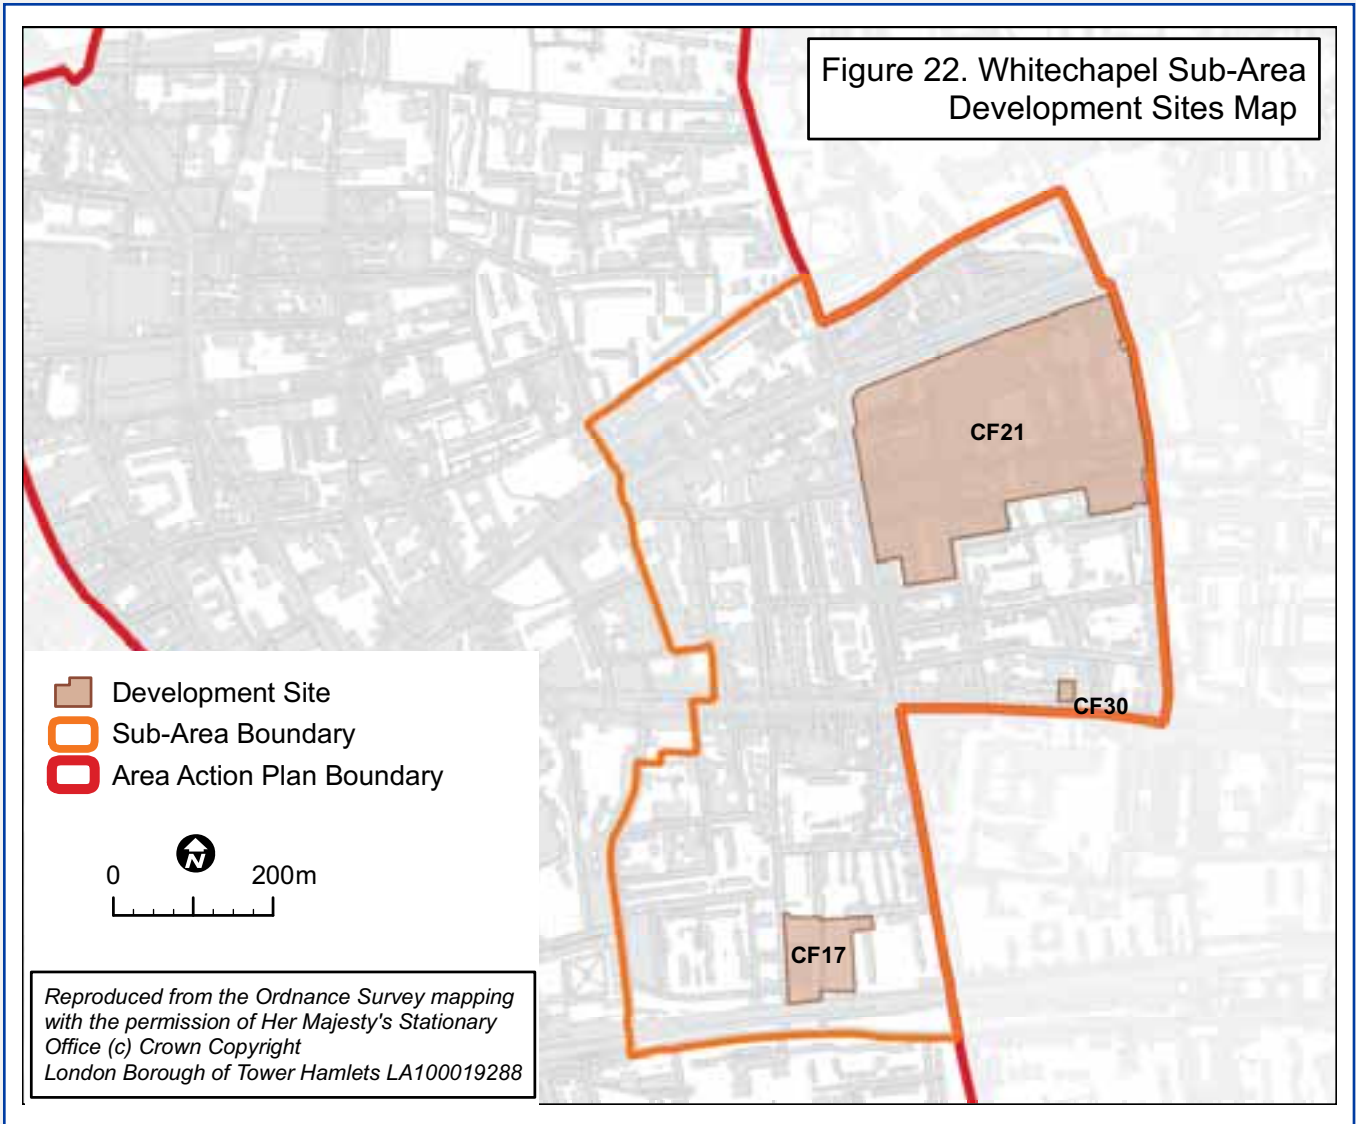 Figure 22. Whitechapel Sub-Area
Development Sites Map
CF21
CF30
CF17
Development Site
Sub-Area Boundary
Area Action Plan Boundary
N
0 200m
Reproduced from the Ordnance Survey mapping
with the permission of Her Majesty's Stationary
Office (c) Crown Copyright
London Borough of Tower Hamlets LA100019288